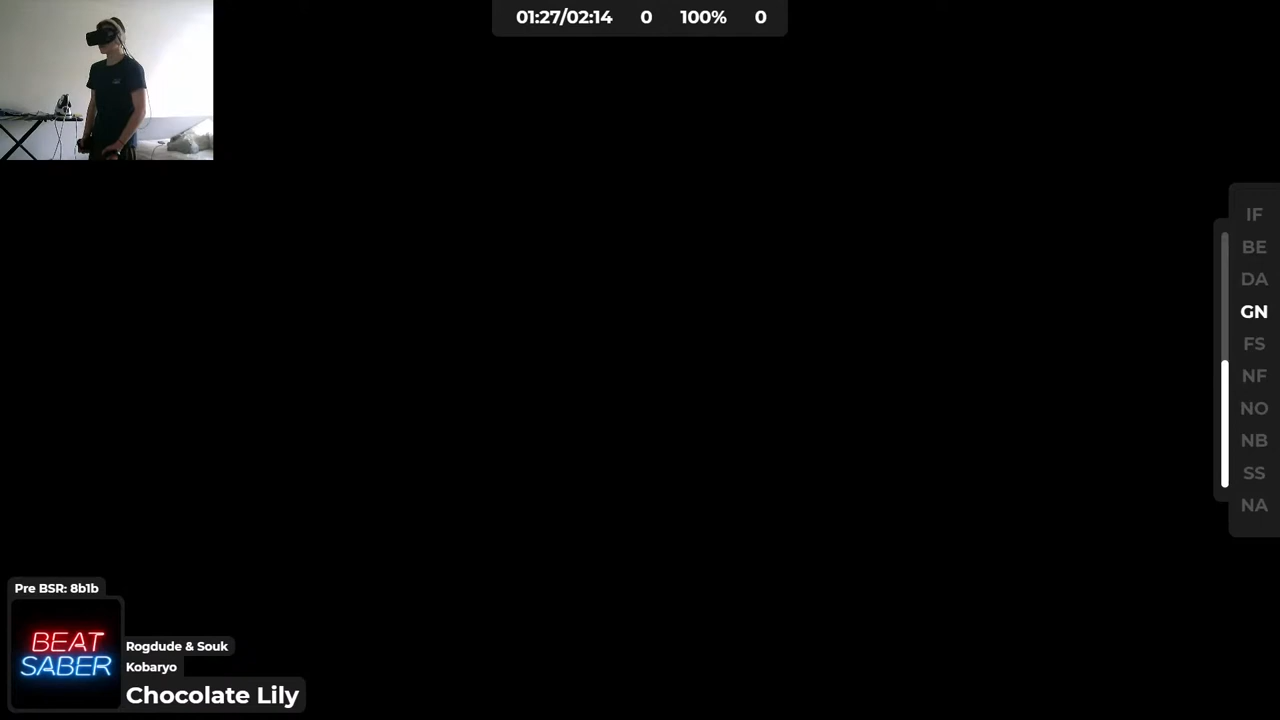 01:27/02:14 0 100% 0
IF
BE
DA
GN
FS
NF
NO
NB
SS
NA
Pre BSR: 8b1b
BEAT
SABER
Rogdude & Souk
Kobaryo
Chocolate Lily